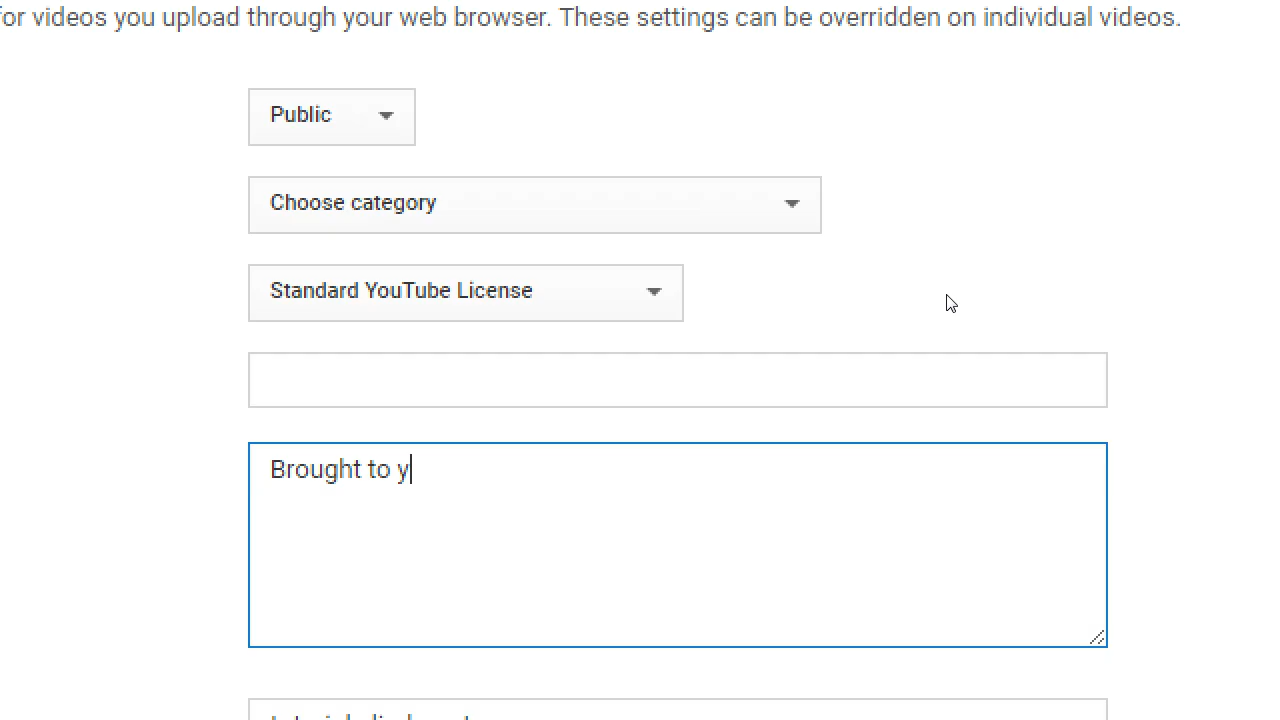 for videos you upload through your web browser. These settings can be overridden on individual videos.
Public
Choose category
Standard YouTube License
Brought to y